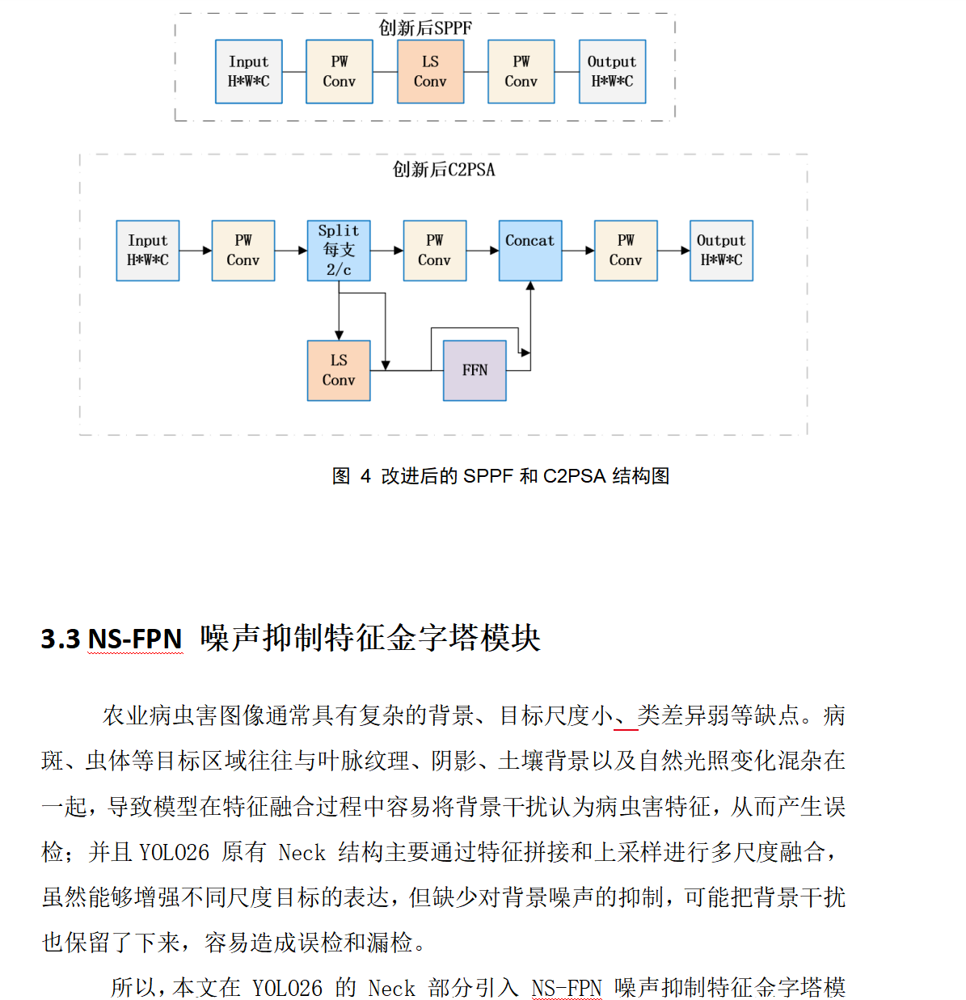 创新后SPPF
Input PW LS PW Output
H*W*C Conv Conv Conv H*W*C
创新后C2PSA
Input H*W*C
PW Conv
Split 每支 2/c
PW Conv
Concat
PW Conv
Output H*W*C
LS Conv
FFN
图 4 改进后的 SPPF 和 C2PSA 结构图
3.3 NS-FPN 噪声抑制特征金字塔模块
农业病虫害图像通常具有复杂的背景、目标尺度小、类差异弱等缺点。病
斑、虫体等目标区域往往与叶脉纹理、阴影、土壤背景以及自然光照变化混杂在
一起，导致模型在特征融合过程中容易将背景干扰认为病虫害特征，从而产生误
检；并且 YOLO26 原有 Neck 结构主要通过特征拼接和上采样进行多尺度融合，
虽然能够增强不同尺度目标的表达，但缺少对背景噪声的抑制，可能把背景干扰
也保留了下来，容易造成误检和漏检。
所以，本文在 YOLO26 的 Neck 部分引入 NS-FPN 噪声抑制特征金字塔模